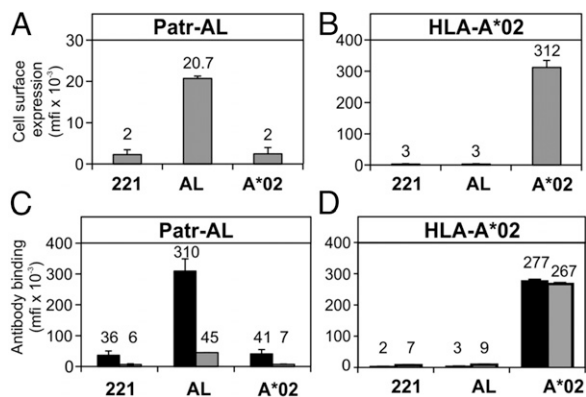 A
Patr-AL
Cell surface
expression
(mfi x 10⁻³)
30
20
10
0
2
20.7
2
221 AL A*02
B
HLA-A*02
400
300
200
100
0
3
3
312
221 AL A*02
C
Patr-AL
Antibody binding
(mfi x 10⁻³)
400
300
200
100
0
36 6
310
45
41 7
221 AL A*02
D
HLA-A*02
400
300
200
100
0
2 7
3 9
277
267
221 AL A*02